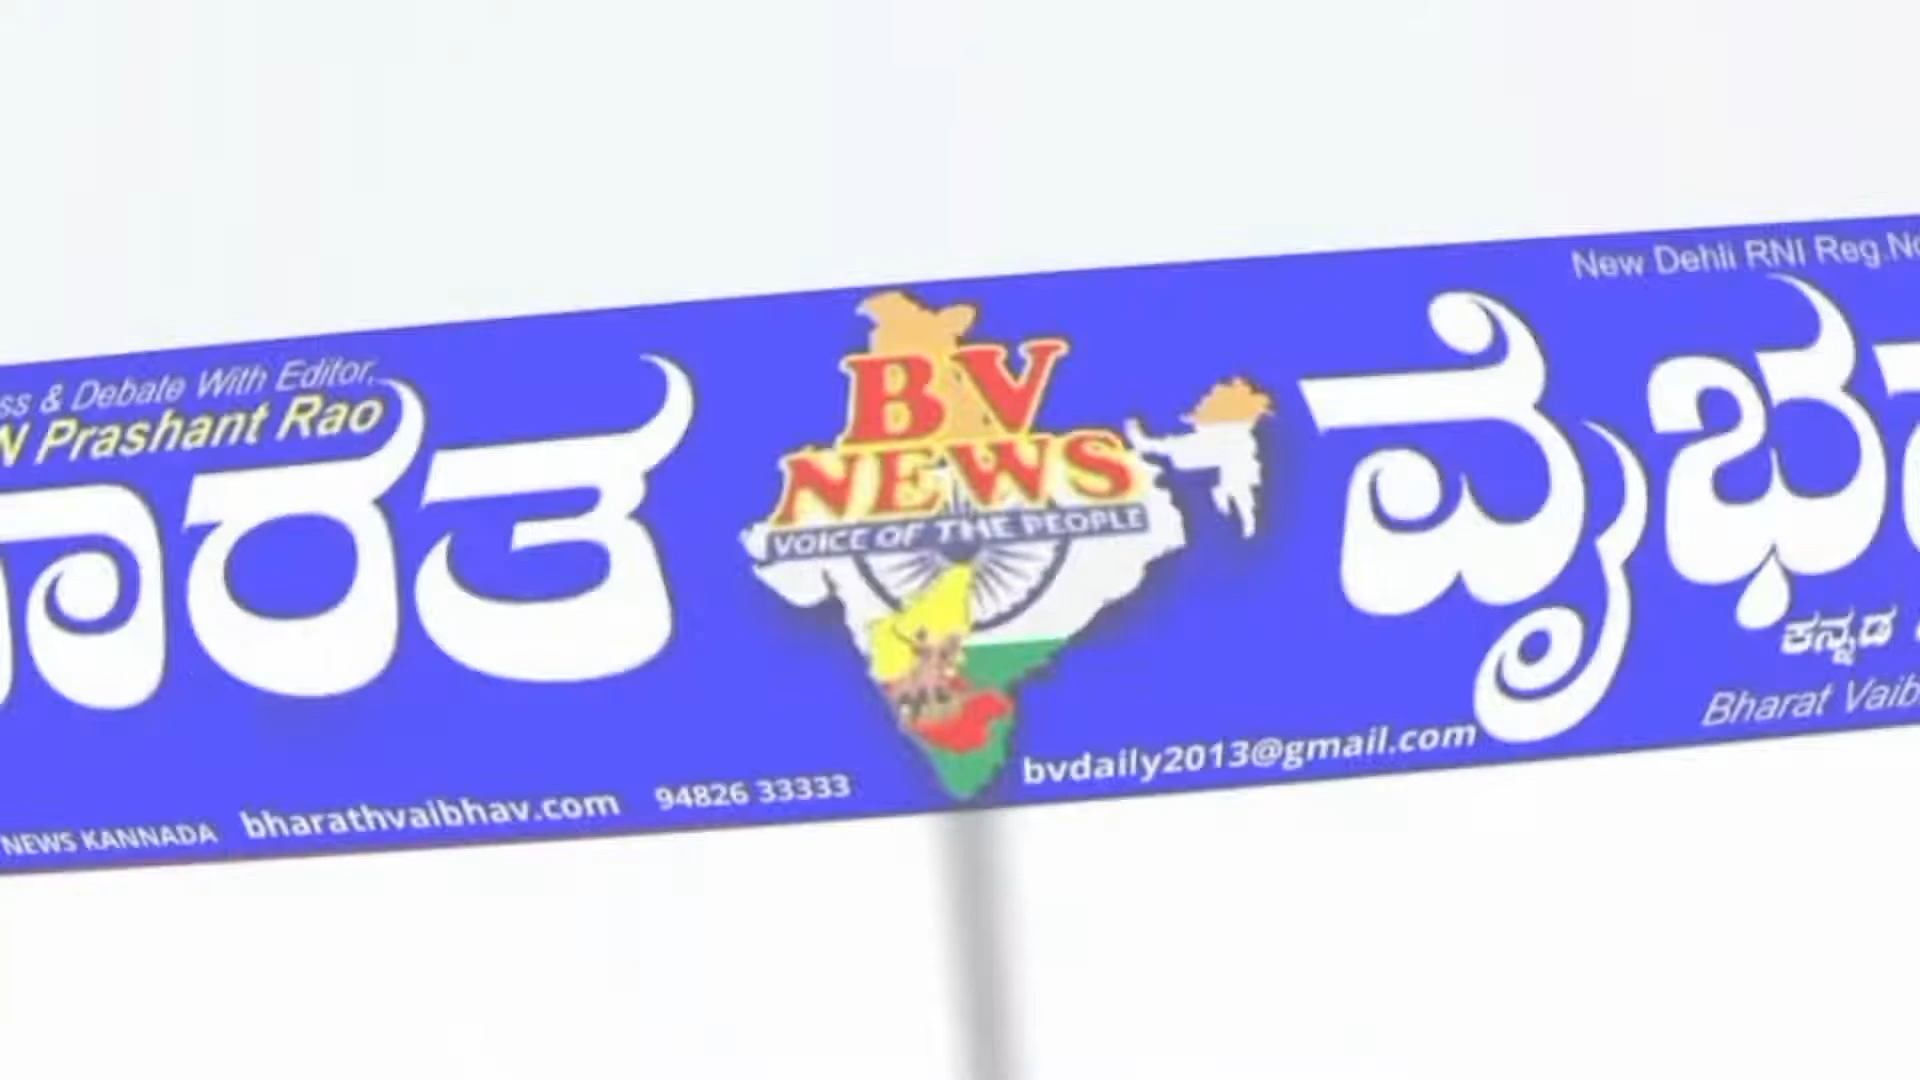 & Debate With Editor,
N Prashant Rao
ಾರತ
BV
NEWS
VOICE OF THE PEOPLE
New Dehli RNI Reg.No
ವೈಭ
ಕನ್ನಡ
Bharat Vaib
NEWS KANNADA bharathvaibhav.com 94826 33333
bvdaily2013@gmail.com